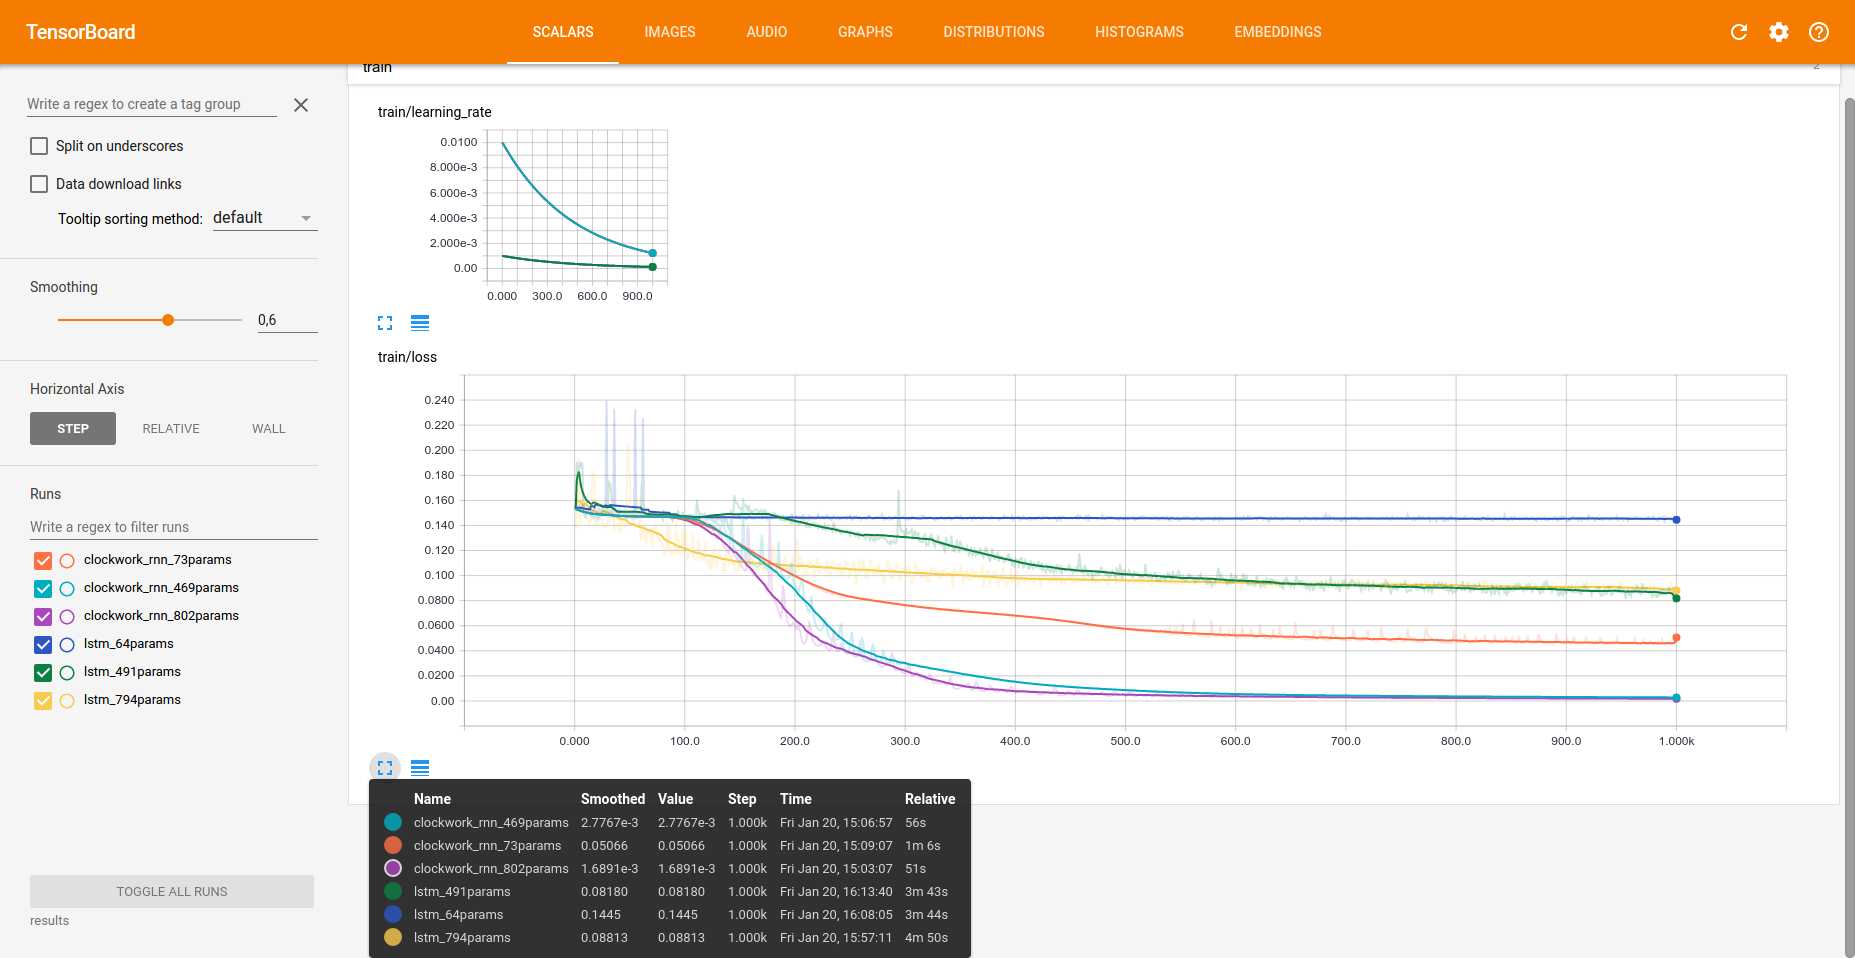 TensorBoard SCALARS IMAGES AUDIO GRAPHS DISTRIBUTIONS HISTOGRAMS EMBEDDINGS
Write a regex to create a tag group
Split on underscores
Data download links
Tooltip sorting method: default
Smoothing
0,6
Horizontal Axis
STEP RELATIVE WALL
Runs
Write a regex to filter runs
clockwork_rnn_73params
clockwork_rnn_469params
clockwork_rnn_802params
lstm_64params
lstm_491params
lstm_794params
TOGGLE ALL RUNS
results
train 2
train/learning_rate
0.0100
8.000e-3
6.000e-3
4.000e-3
2.000e-3
0.00
0.000 300.0 600.0 900.0
train/loss
0.240
0.220
0.200
0.180
0.160
0.140
0.120
0.100
0.0800
0.0600
0.0400
0.0200
0.00
0.000 100.0 200.0 300.0 400.0 500.0 600.0 700.0 800.0 900.0 1.000k
Name Smoothed Value Step Time Relative
clockwork_rnn_469params 2.7767e-3 2.7767e-3 1.000k Fri Jan 20, 15:06:57 56s
clockwork_rnn_73params 0.05066 0.05066 1.000k Fri Jan 20, 15:09:07 1m 6s
clockwork_rnn_802params 1.6891e-3 1.6891e-3 1.000k Fri Jan 20, 15:03:07 51s
lstm_491params 0.08180 0.08180 1.000k Fri Jan 20, 16:13:40 3m 43s
lstm_64params 0.1445 0.1445 1.000k Fri Jan 20, 16:08:05 3m 44s
lstm_794params 0.08813 0.08813 1.000k Fri Jan 20, 15:57:11 4m 50s